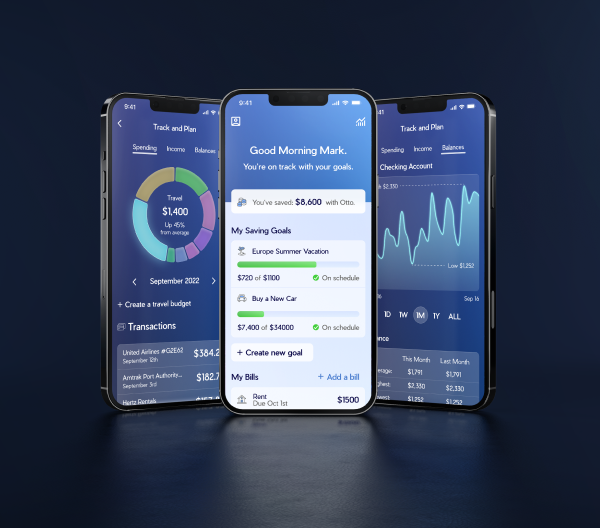 9:41
Track and Plan
Spending Income Balances
Travel
$1,400
Up 45%
from average
September 2022
+ Create a travel budget
Transactions
United Airlines #G2E62
September 12th
$384.2
Amtrak Port Authority...
September 3rd
$182.7
Hertz Rentals
9:41
Good Morning Mark.
You're on track with your goals.
You've saved: $8,600 with Otto.
My Saving Goals
Europe Summer Vacation
$720 of $1100 On schedule
Buy a New Car
$7,400 of $34000 On schedule
+ Create new goal
My Bills + Add a bill
Rent
Due Oct 1st
$1500
Track and Plan
Spending Income Balances
Checking Account
$2,330
Low $1,252
Sep 16
1D 1W 1M 1Y ALL
This Month Last Month
$1,791 $1,791
$2,330 $2,330
$1,252 $1,252